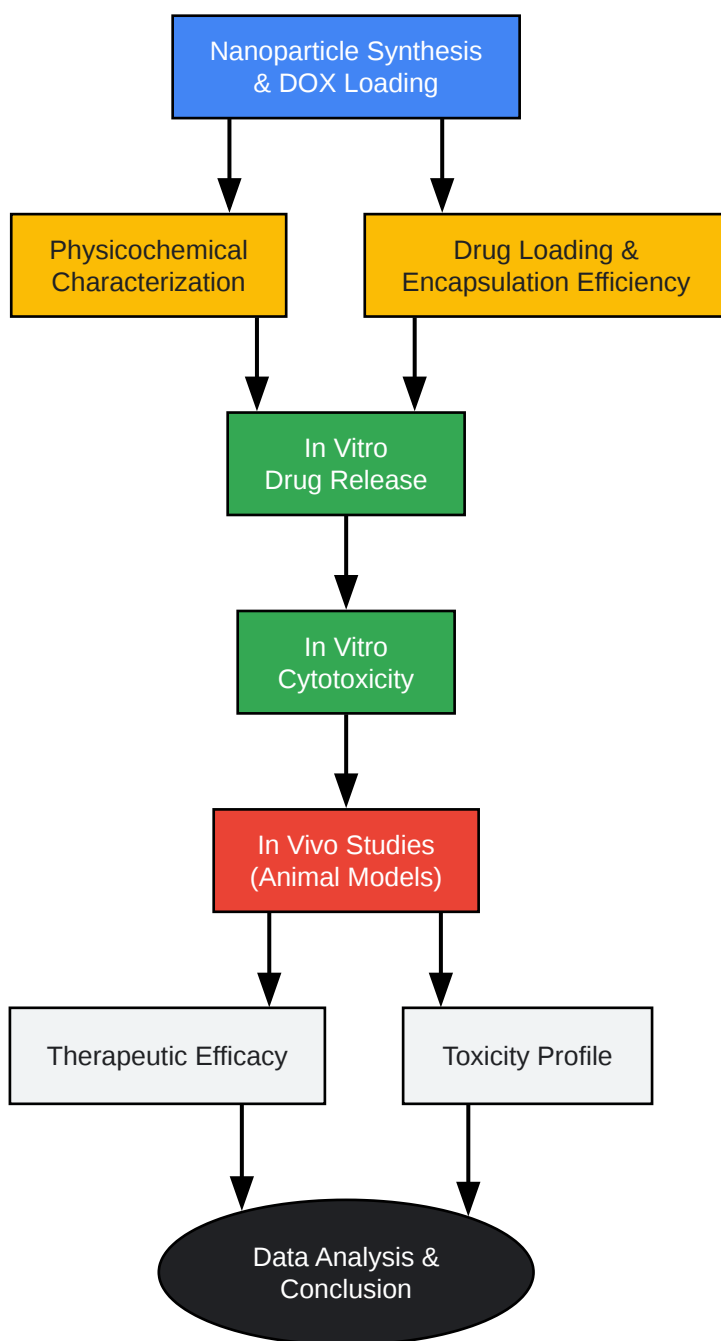 Nanoparticle Synthesis
& DOX Loading
Physicochemical
Characterization
Drug Loading &
Encapsulation Efficiency
In Vitro
Drug Release
In Vitro
Cytotoxicity
In Vivo Studies
(Animal Models)
Therapeutic Efficacy
Toxicity Profile
Data Analysis &
Conclusion